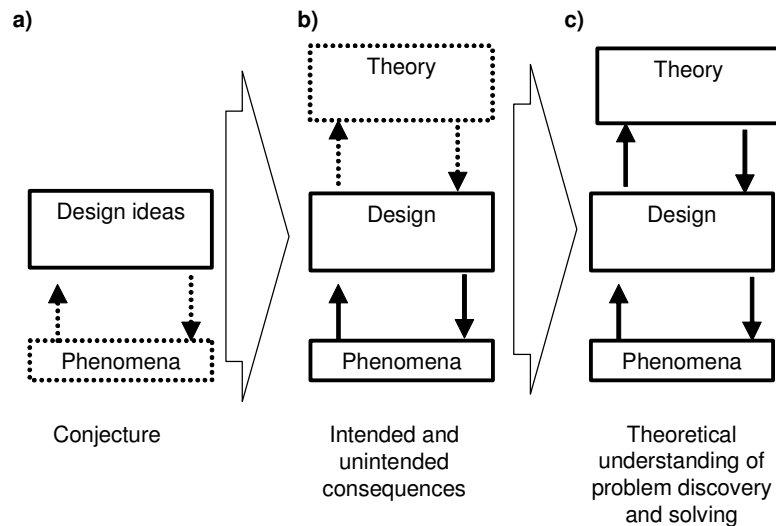 a)
Design ideas
Phenomena
Conjecture
b)
Theory
Design
Phenomena
Intended and
unintended
consequences
c)
Theory
Design
Phenomena
Theoretical
understanding of
problem discovery
and solving